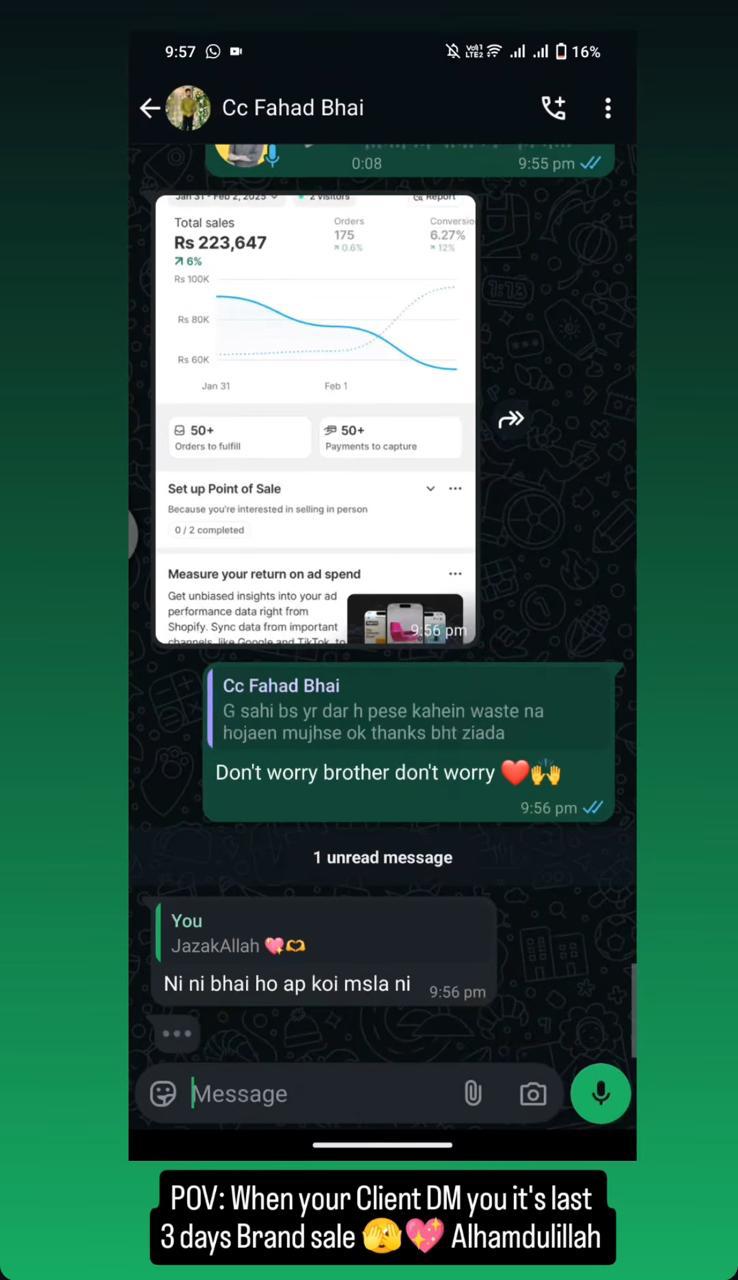 9:57
Vo)) 1
LTE2
16%
Cc Fahad Bhai
0:08
9:55 pm
Jan 31 - Feb 2, 2025
2 visitors
Report
Total sales
Orders
Conversio
Rs 223,647
175
6.27%
6%
0.6%
12%
Rs 100K
Rs 80K
Rs 60K
Jan 31
Feb 1
50+
Orders to fulfill
50+
Payments to capture
Set up Point of Sale
Because you're interested in selling in person
0 / 2 completed
Measure your return on ad spend
Get unbiased insights into your ad
performance data right from
Shopify. Sync data from important
channels, like Google and TikTok, to
9:56 pm
Cc Fahad Bhai
G sahi bs yr dar h pese kahein waste na
hojaen mujhse ok thanks bht ziada
Don't worry brother don't worry ❤️🙌
9:56 pm
1 unread message
You
JazakAllah 💖🫶
Ni ni bhai ho ap koi msla ni
9:56 pm
Message
POV: When your Client DM you it's last
3 days Brand sale 🫣💖 Alhamdulillah